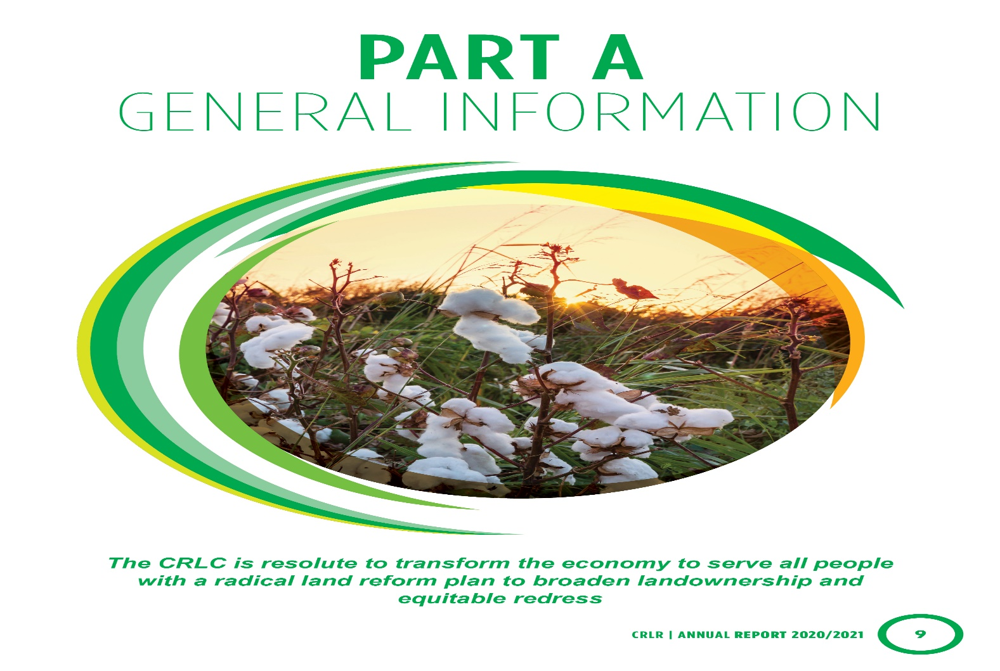 PART A
GENERAL INFORMATION
The CRLC is resolute to transform the economy to serve all people
with a radical land reform plan to broaden landownership and
equitable redress
CRLR | ANNUAL REPORT 2020/2021
9